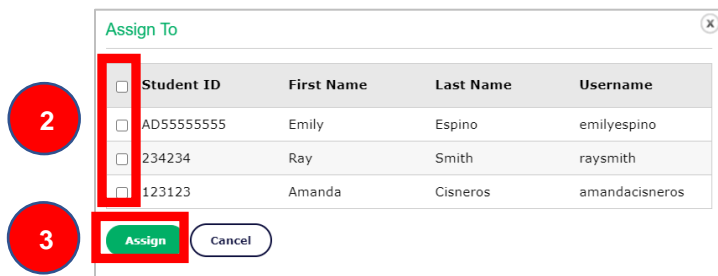 Assign To
x
Student ID First Name Last Name Username
2
AD55555555 Emily Espino emilyespino
234234 Ray Smith raysmith
123123 Amanda Cisneros amandacisneros
3
Assign Cancel